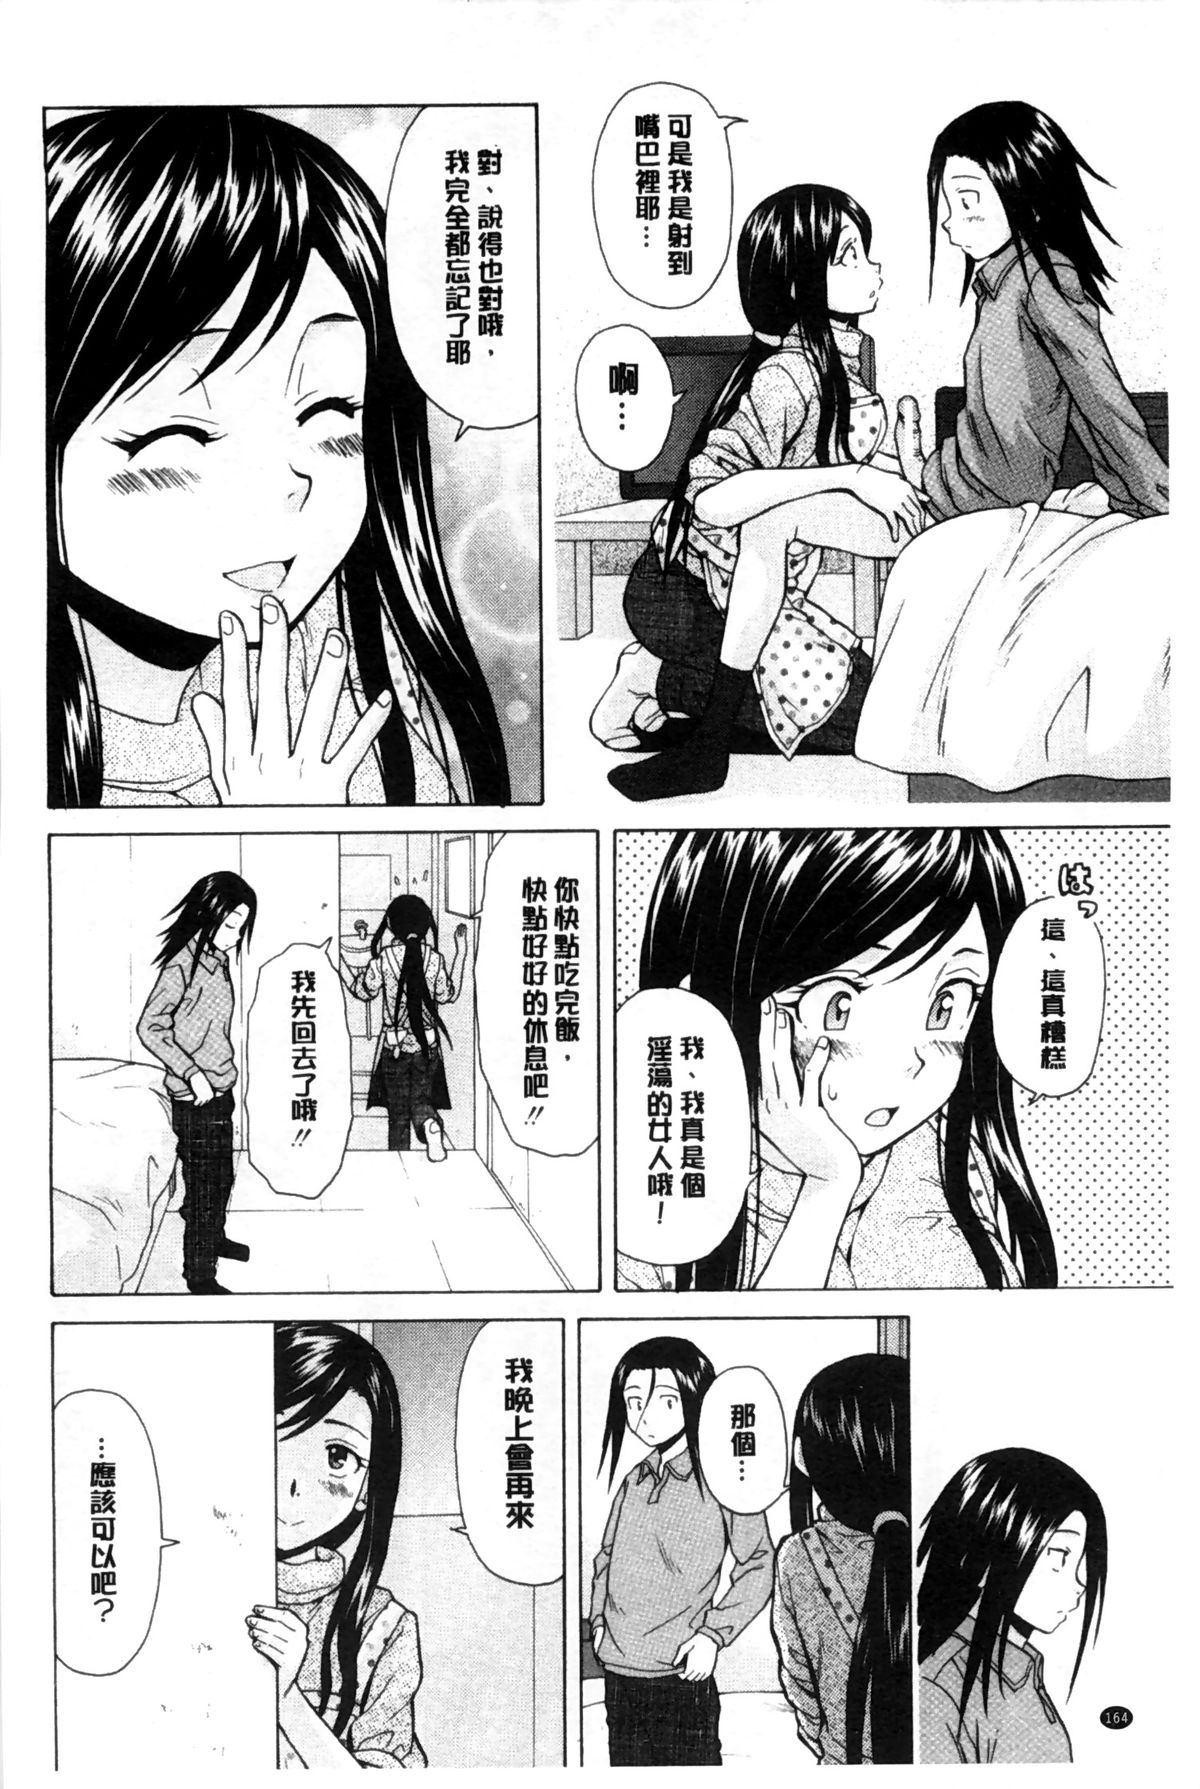 可是我是射到
嘴巴裡耶…
啊…
對、說得也對哦，
我完全都忘記了耶
はっ
這、這真糟糕
我、我真是個
淫湯的女人哦！
你快點吃完飯，
快點好好的休息吧!!
我先回去了哦!!
那個…
我晚上會再來
…應該可以吧？
164